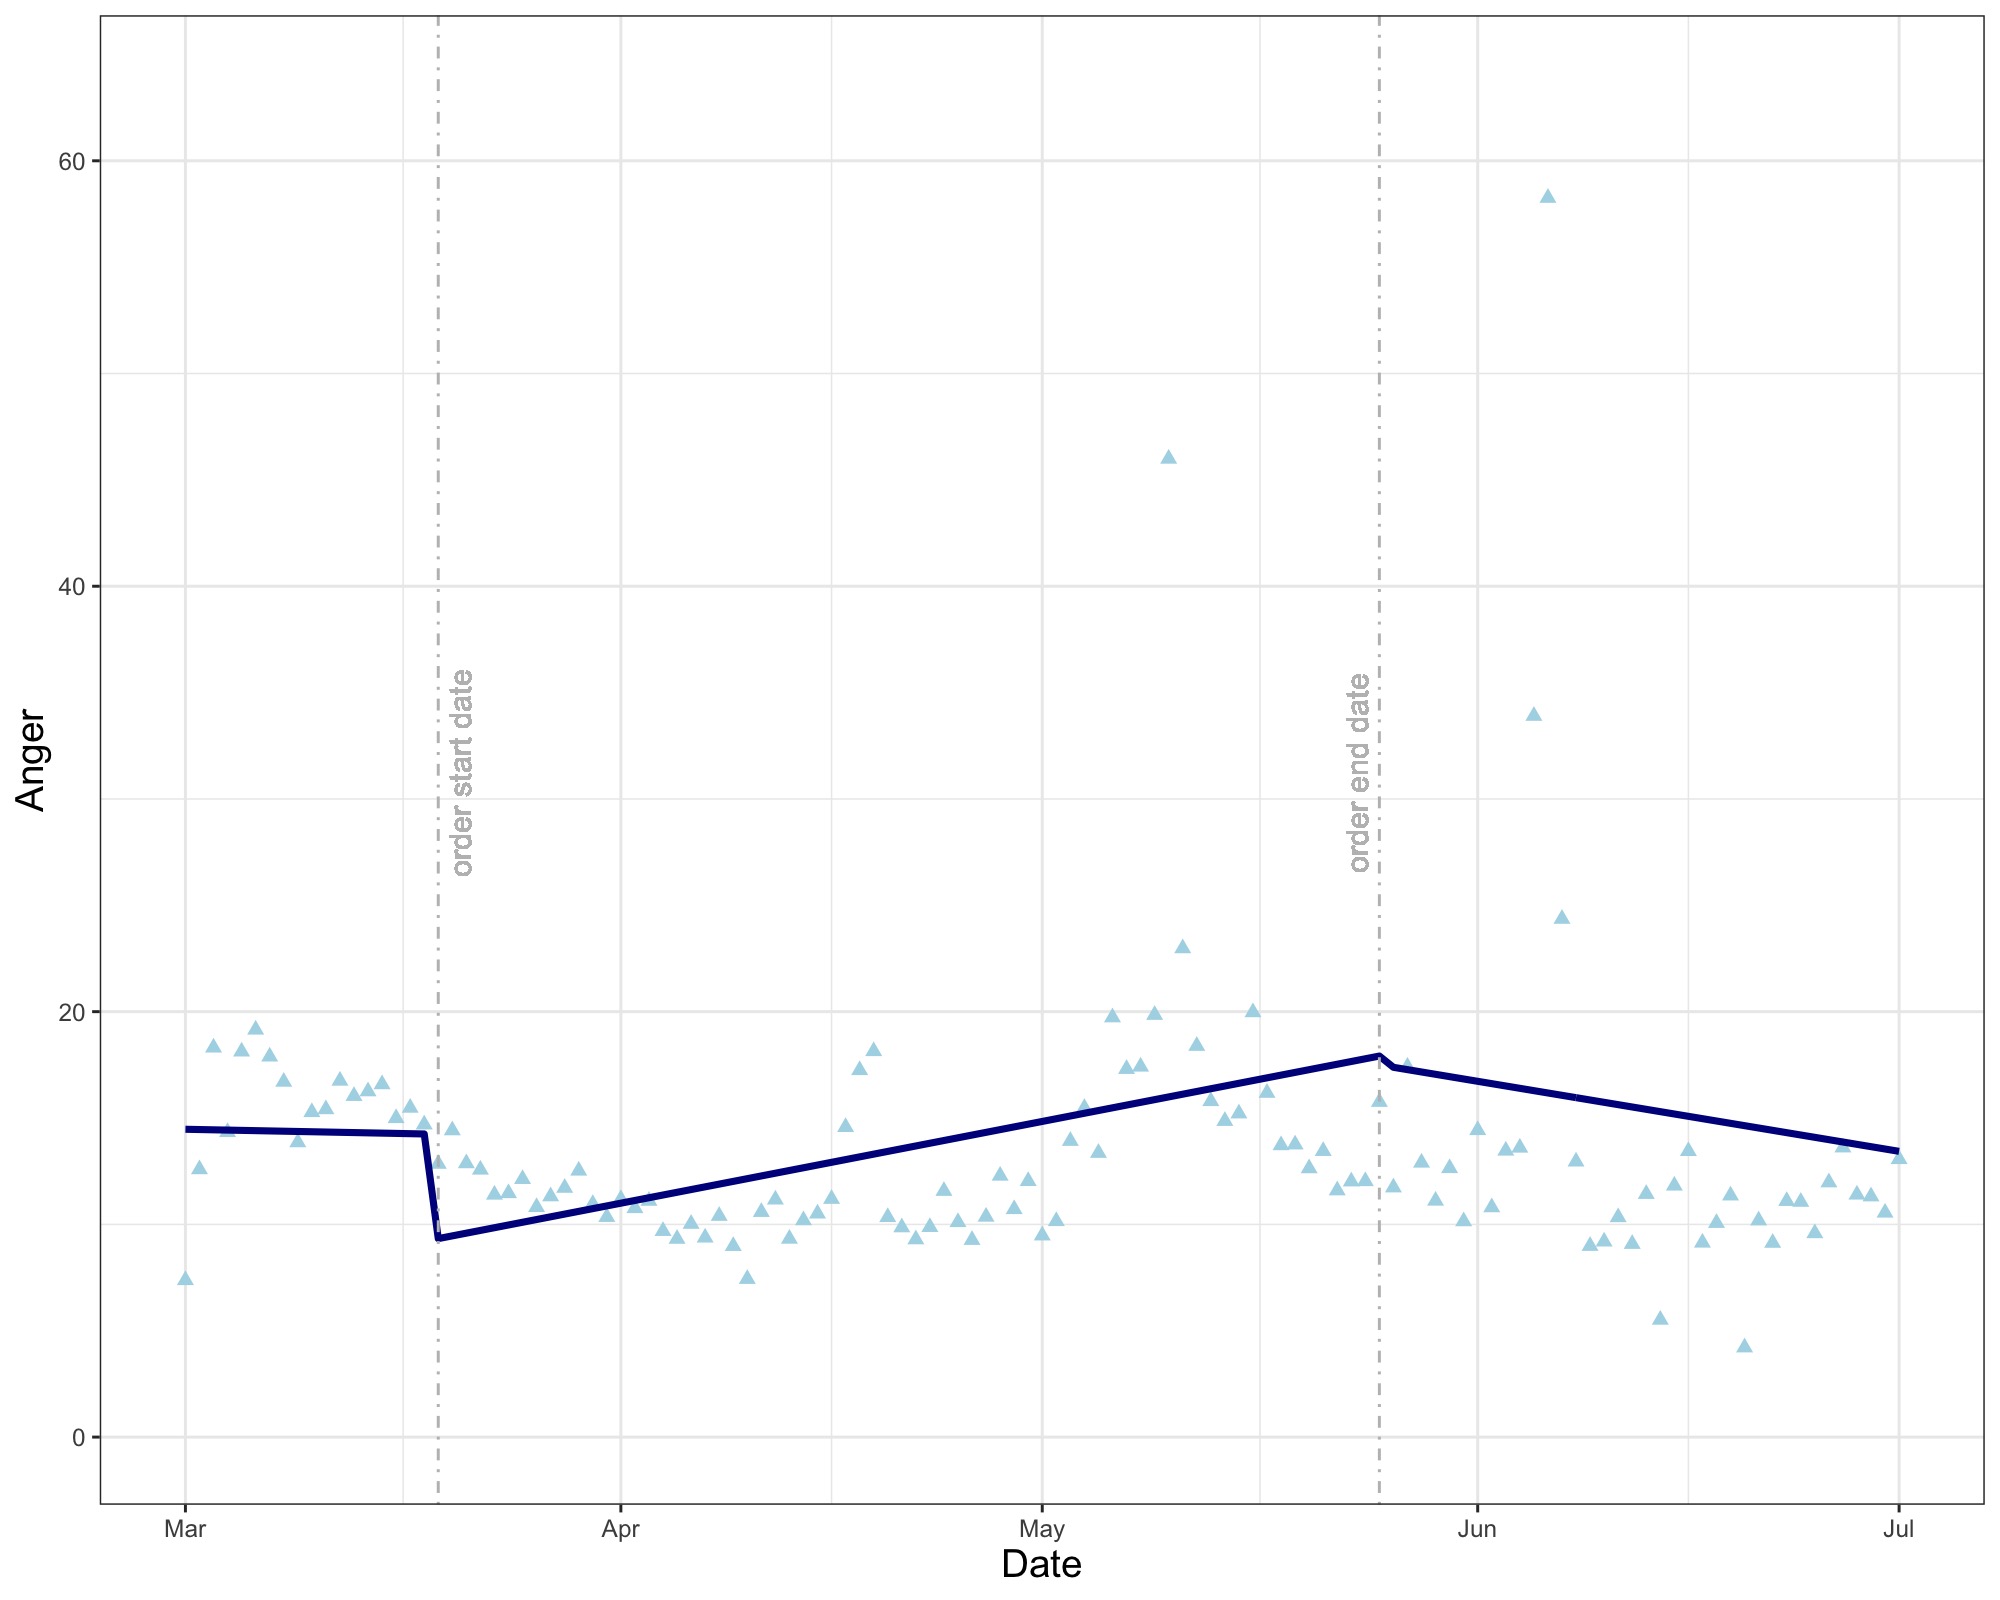 60
40
20
0
Anger
order start date
order end date
Mar
Apr
May
Jun
Jul
Date